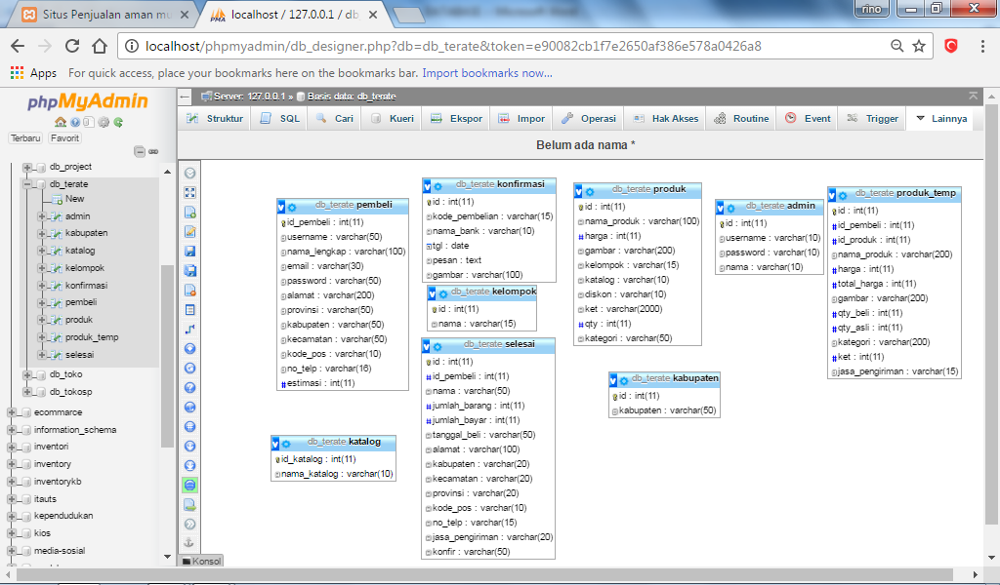 rino
Situs Penjualan aman mu
localhost / 127.0.0.1 / db_
localhost/phpmyadmin/db_designer.php?db=db_terate&token=e90082cb1f7e2650af386e578a0426a8
Apps
For quick access, place your bookmarks here on the bookmarks bar. Import bookmarks now...
phpMyAdmin
Terbaru
Favorit
db_project
db_terate
New
admin
kabupaten
katalog
kelompok
konfirmasi
pembeli
produk
produk_temp
selesai
db_toko
db_tokosp
ecommarce
information_schema
inventori
inventory
inventorykb
itauts
kependudukan
kios
media-sosial
Server: 127.0.0.1 » Basis data: db_terate
Struktur
SQL
Cari
Kueri
Ekspor
Impor
Operasi
Hak Akses
Routine
Event
Trigger
Lainnya
Belum ada nama *
db_terate pembeli
id_pembeli : int(11)
username : varchar(50)
nama_lengkap : varchar(100)
email : varchar(30)
password : varchar(50)
alamat : varchar(200)
provinsi : varchar(50)
kabupaten : varchar(50)
kecamatan : varchar(50)
kode_pos : varchar(10)
no_telp : varchar(16)
# estimasi : int(11)
db_terate katalog
id_katalog : int(11)
nama_katalog : varchar(10)
db_terate konfirmasi
id : int(11)
kode_pembelian : varchar(15)
nama_bank : varchar(10)
tgl : date
pesan : text
gambar : varchar(100)
db_terate kelompok
id : int(11)
nama : varchar(15)
db_terate selesai
id : int(11)
#id_pembeli : int(11)
nama : varchar(50)
#jumlah_barang : int(11)
#jumlah_bayar : int(11)
tanggal_beli : varchar(50)
alamat : varchar(100)
kabupaten : varchar(20)
kecamatan : varchar(20)
provinsi : varchar(20)
kode_pos : varchar(10)
no_telp : varchar(15)
jasa_pengiriman : varchar(20)
konfir : varchar(50)
db_terate produk
id : int(11)
nama_produk : varchar(100)
#harga : int(11)
gambar : varchar(200)
kelompok : varchar(15)
katalog : varchar(10)
diskon : varchar(10)
ket : varchar(2000)
#qty : int(11)
kategori : varchar(50)
db_terate kabupaten
id : int(11)
kabupaten : varchar(50)
db_terate admin
id : int(11)
username : varchar(10)
password : varchar(10)
nama : varchar(10)
db_terate produk_temp
id : int(11)
#id_pembeli : int(11)
#id_produk : int(11)
nama_produk : varchar(200)
#harga : int(11)
#total_harga : int(11)
gambar : varchar(200)
#qty_beli : int(11)
#qty_asli : int(11)
kategori : varchar(200)
#ket : int(11)
jasa_pengiriman : varchar(15)
Konsol